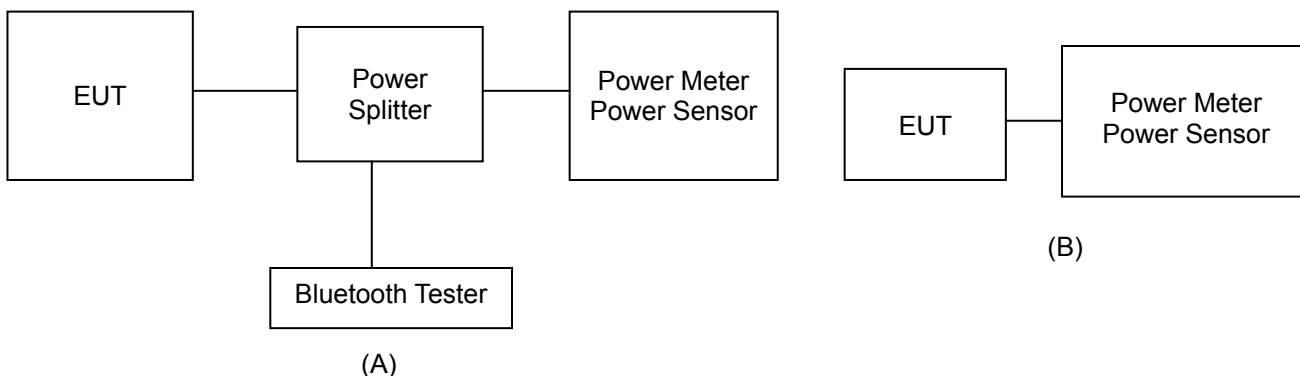 EUT
Power
Splitter
Power Meter
Power Sensor
Bluetooth Tester
(A)
EUT
Power Meter
Power Sensor
(B)